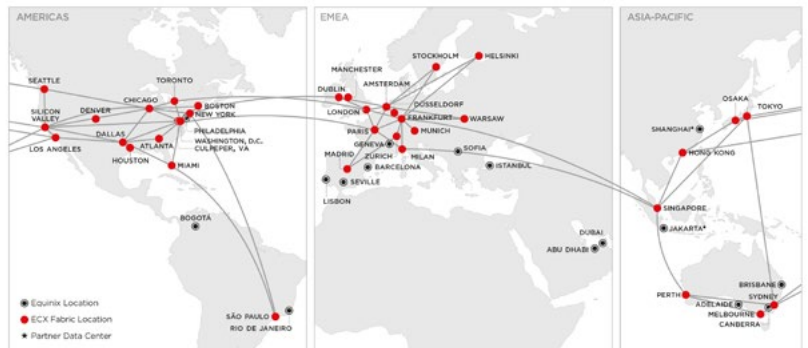 AMERICAS
SEATTLE
TORONTO
CHICAGO
BOSTON
NEW YORK
SILICON
VALLEY
DENVER
DALLAS
PHILADELPHIA
WASHINGTON, D.C.
CULPEPER, VA
LOS ANGELES
ATLANTA
HOUSTON
MIAMI
BOGOTÁ
SÃO PAULO
RIO DE JANEIRO
Equinix Location
ECX Fabric Location
Partner Data Center
EMEA
STOCKHOLM
HELSINKI
MANCHESTER
DUBLIN
AMSTERDAM
LONDON
DÜSSELDORF
FRANKFURT
WARSAW
PARIS
MUNICH
GENEVA
ZURICH
MILAN
SOFIA
MADRID
BARCELONA
ISTANBUL
SEVILLE
LISBON
DUBAI
ABU DHABI
ASIA-PACIFIC
OSAKA
TOKYO
SHANGHAI*
HONG KONG
SINGAPORE
JAKARTA*
BRISBANE
PERTH
ADELAIDE
SYDNEY
MELBOURNE
CANBERRA